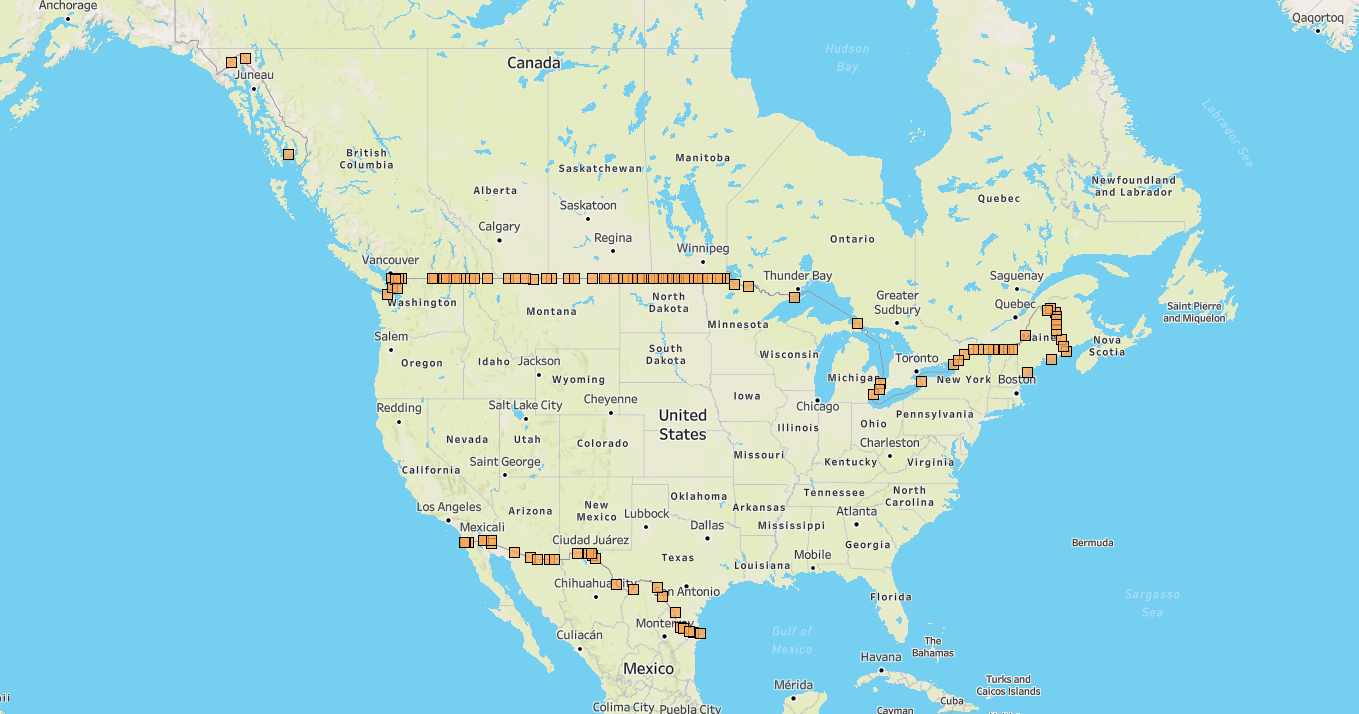 Anchorage
Qaqortoq
Hudson
Bay
Canada
Juneau
Labrador Sea
British
Columbia
Manitoba
Saskatchewan
Alberta
Newfoundland
and Labrador
Quebec
Saskatoon
Calgary
Regina
Winnipeg
Ontario
Vancouver
Thunder Bay
Saguenay
Washington
North
Dakota
Greater
Sudbury
Quebec
Saint Pierre
and Miquelon
Montana
Minnesota
Salem
Maine
Nova
Scotia
Oregon
Idaho
Jackson
South
Dakota
Wisconsin
Toronto
Wyoming
Michigan
New York
Boston
Redding
Salt Lake City
Cheyenne
Iowa
Chicago
Pennsylvania
United
States
Illinois
Ohio
Nevada
Utah
Colorado
Charleston
California
Saint George
Missouri
Kentucky
Virginia
Los Angeles
Arizona
New
Mexico
Lubbock
Oklahoma
Arkansas
Tennessee
North
Carolina
Mexicali
Dallas
Mississippi
Atlanta
Ciudad Juárez
Texas
Louisiana
Mobile
Georgia
Bermuda
Chihuahua City
San Antonio
Florida
Sargasso
Sea
Culiacán
Monterrey
Gulf of
Mexico
The
Bahamas
Mexico
Havana
Mérida
Turks and
Caicos Islands
ii
Colima City
Puebla City
Cayman
Cuba